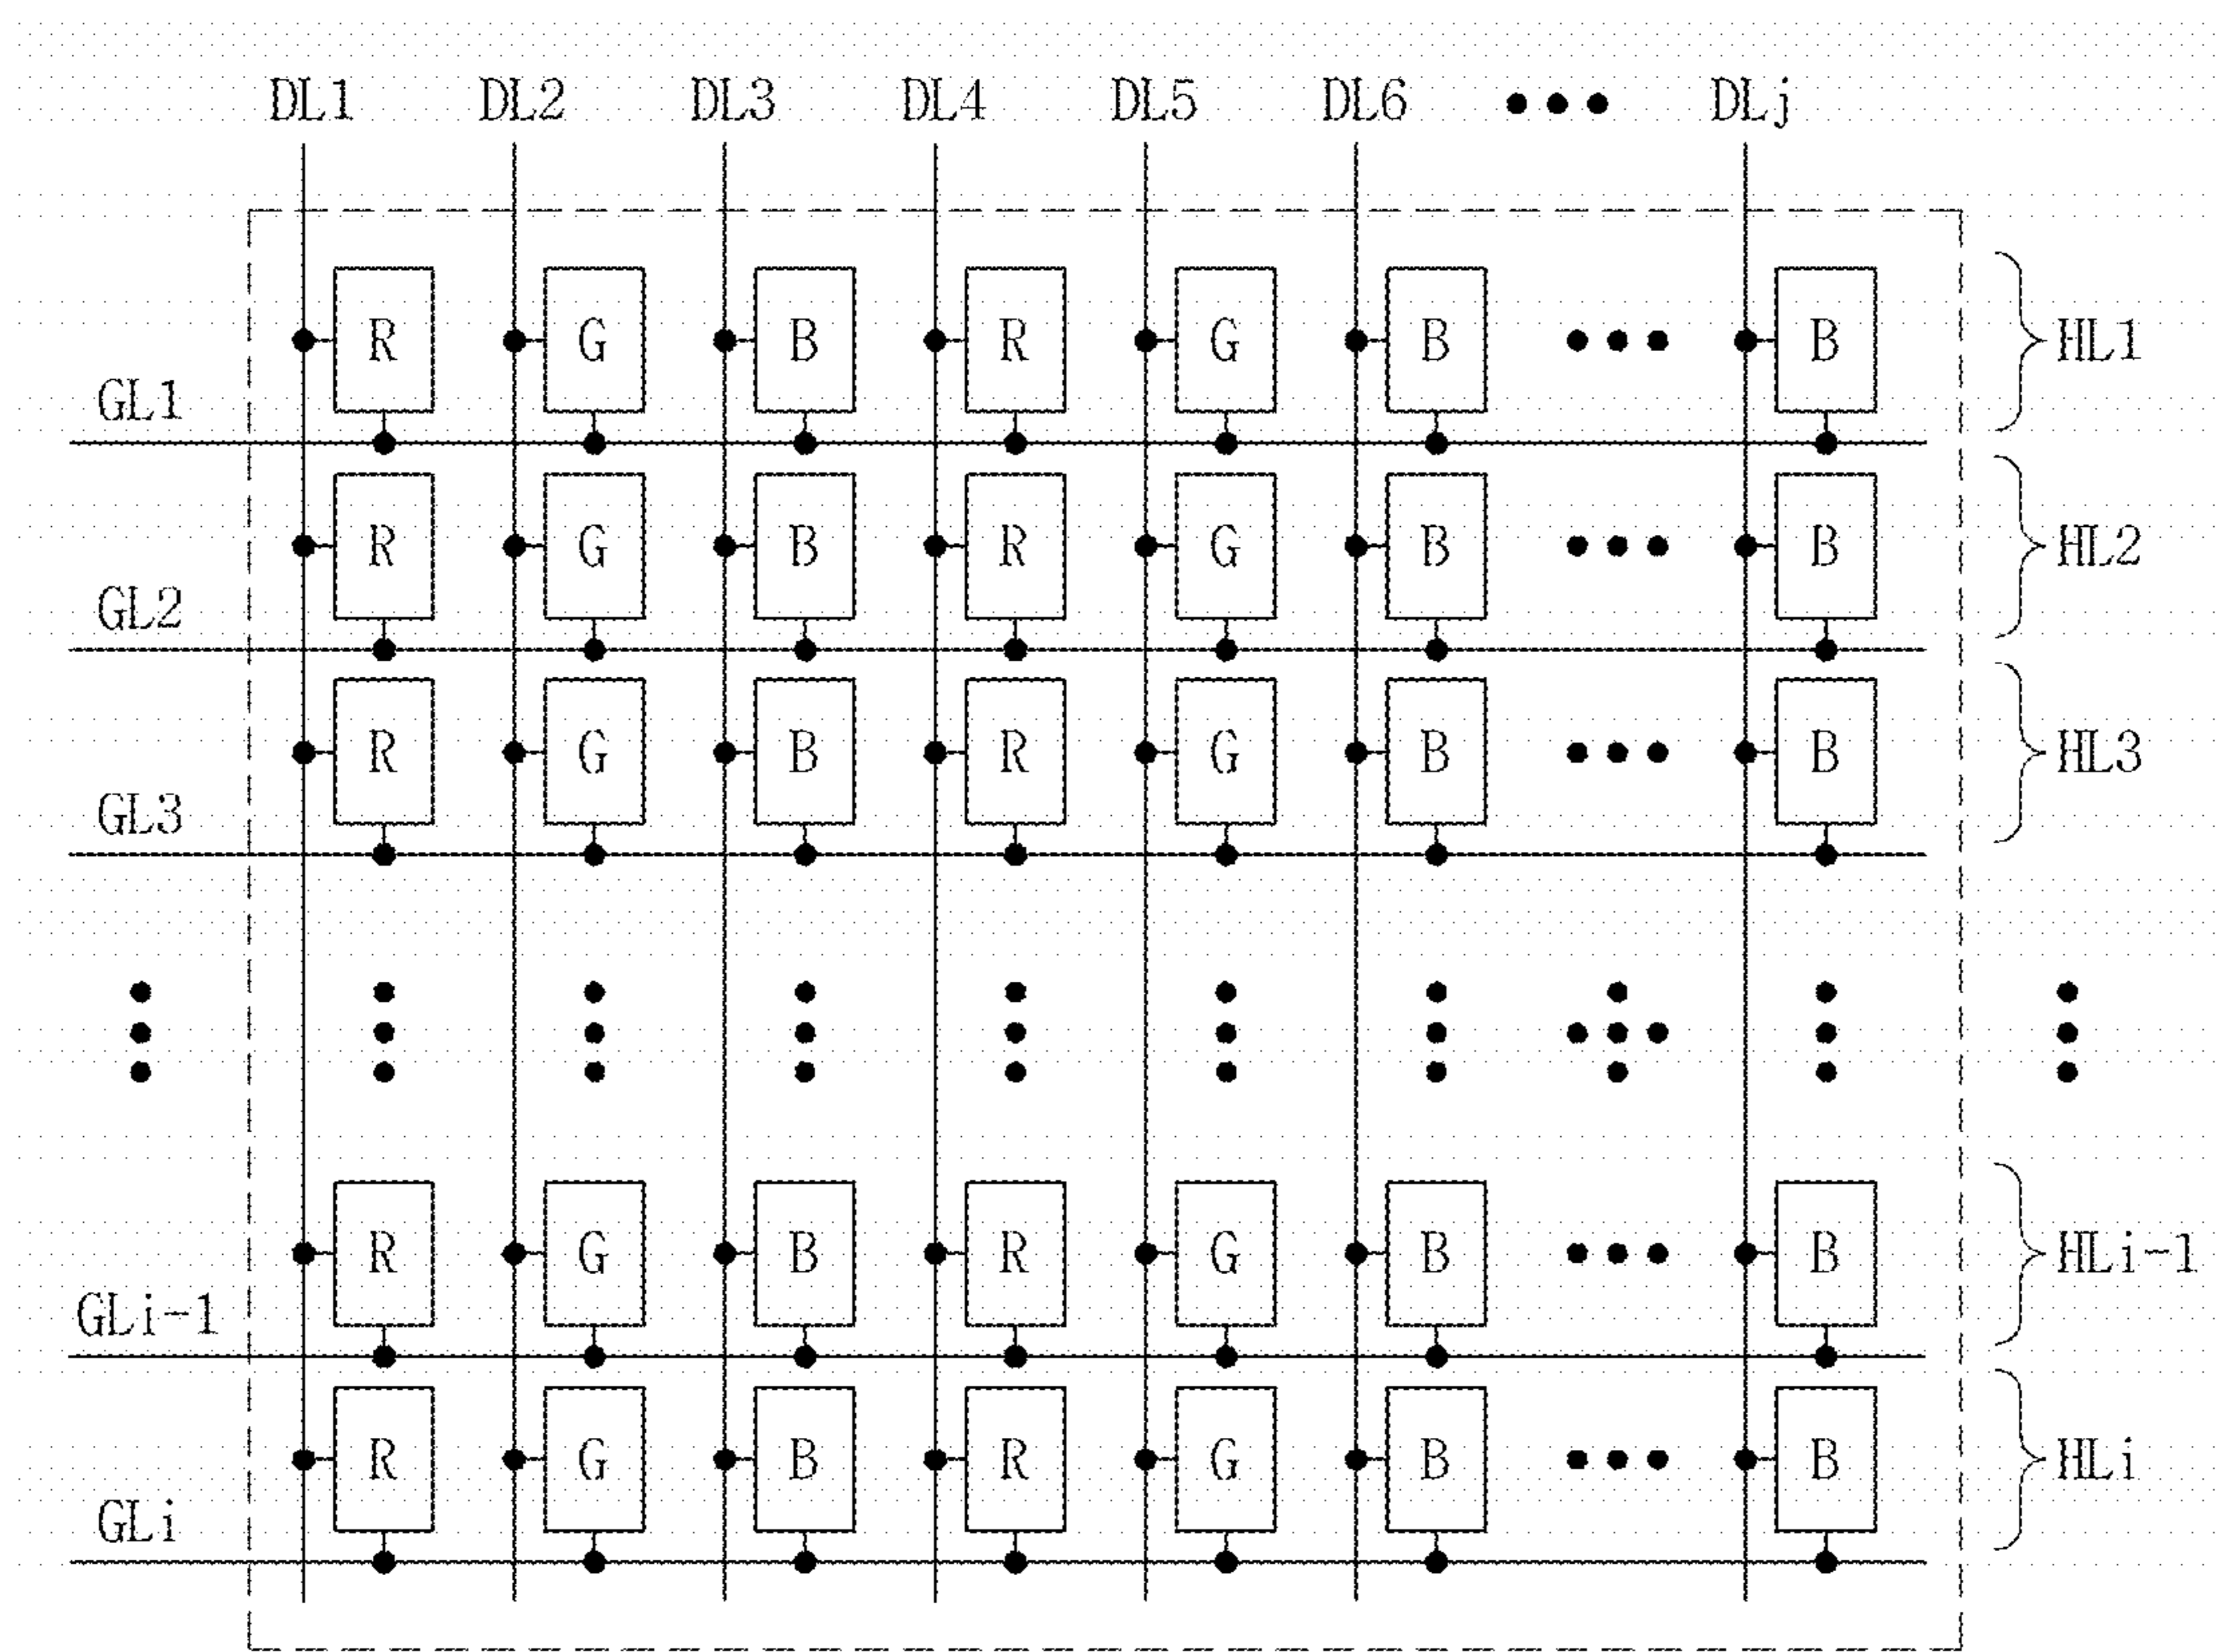 DL1 DL2 DL3 DL4 DL5 DL6 ••• DLj
R G B R G B ••• B HL1
GL1
R G B R G B ••• B HL2
GL2
R G B R G B ••• B HL3
GL3
R G B R G B ••• B HLi-1
GLi-1
R G B R G B ••• B HLi
GLi